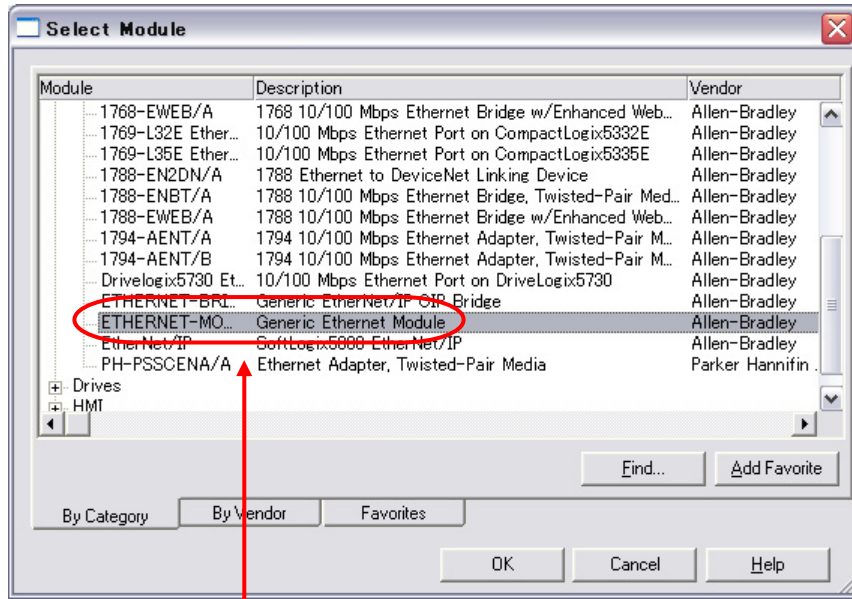 Select Module
Module Description Vendor
1768-EWEB/A 1768 10/100 Mbps Ethernet Bridge w/Enhanced Web... Allen-Bradley
1769-L32E Ether... 10/100 Mbps Ethernet Port on CompactLogix5332E Allen-Bradley
1769-L35E Ether... 10/100 Mbps Ethernet Port on CompactLogix5335E Allen-Bradley
1788-EN2DN/A 1788 Ethernet to DeviceNet Linking Device Allen-Bradley
1788-ENBT/A 1788 10/100 Mbps Ethernet Bridge, Twisted-Pair Med... Allen-Bradley
1788-EWEB/A 1788 10/100 Mbps Ethernet Bridge w/Enhanced Web... Allen-Bradley
1794-AENT/A 1794 10/100 Mbps Ethernet Adapter, Twisted-Pair M... Allen-Bradley
1794-AENT/B 1794 10/100 Mbps Ethernet Adapter, Twisted-Pair M... Allen-Bradley
Drivelogix5730 Et... 10/100 Mbps Ethernet Port on DriveLogix5730 Allen-Bradley
ETHERNET-BRI... Generic EtherNet/IP CIP Bridge Allen-Bradley
ETHERNET-MO... Generic Ethernet Module Allen-Bradley
EtherNet/IP SoftLogix5800 EtherNet/IP Allen-Bradley
PH-PSSCENA/A Ethernet Adapter, Twisted-Pair Media Parker Hannifin .
Drives
HMI
Find... Add Favorite
By Category By Vendor Favorites
OK Cancel Help